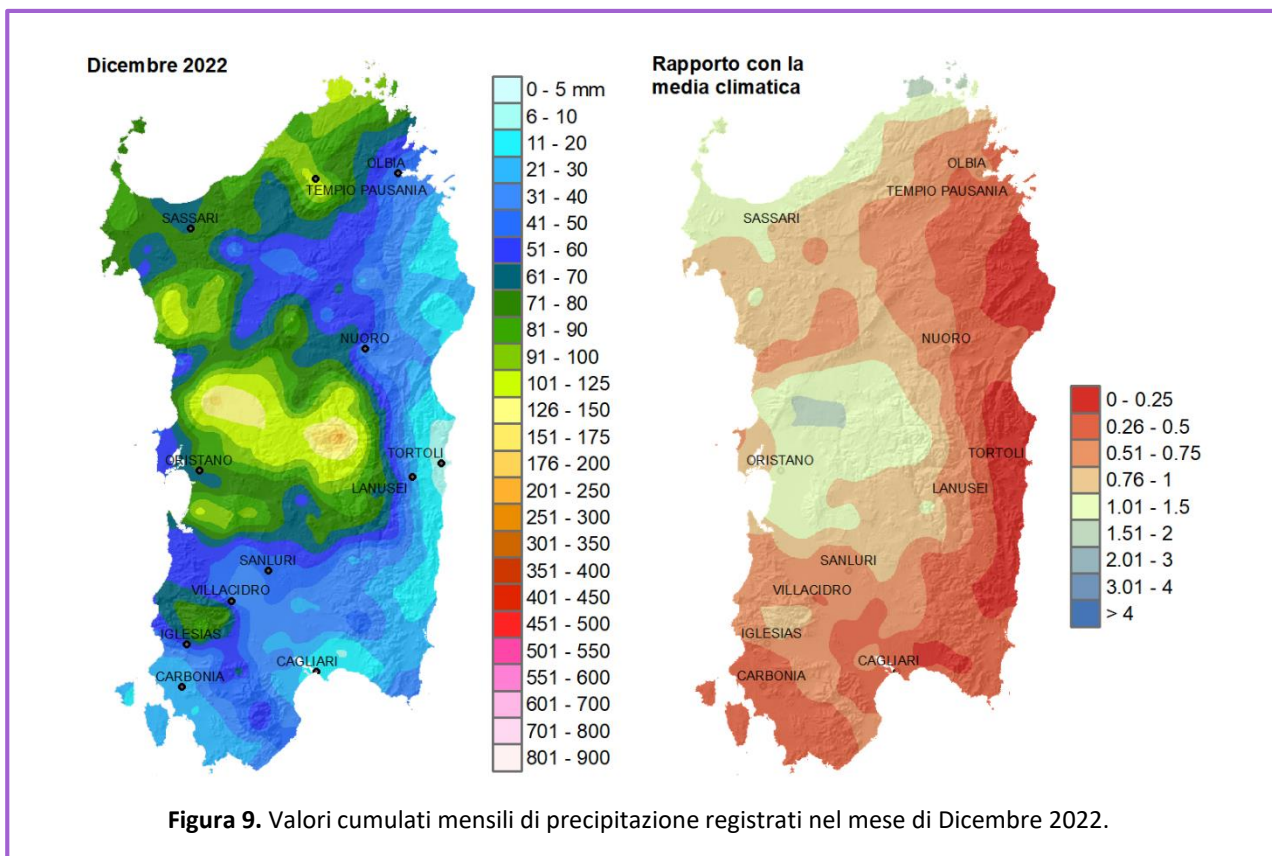 Dicembre 2022
OLBIA
TEMPIO PAUSANIA
SASSARI
NUORO
ORISTANO
TORTOLI
LANUSEI
SANLURI
VILLACIDRO
IGLESIAS
CAGLIARI
CARBONIA
0 - 5 mm
6 - 10
11 - 20
21 - 30
31 - 40
41 - 50
51 - 60
61 - 70
71 - 80
81 - 90
91 - 100
101 - 125
126 - 150
151 - 175
176 - 200
201 - 250
251 - 300
301 - 350
351 - 400
401 - 450
451 - 500
501 - 550
551 - 600
601 - 700
701 - 800
801 - 900
Rapporto con la
media climatica
OLBIA
TEMPIO PAUSANIA
SASSARI
NUORO
ORISTANO
TORTOLI
LANUSEI
SANLURI
VILLACIDRO
IGLESIAS
CAGLIARI
CARBONIA
0 - 0.25
0.26 - 0.5
0.51 - 0.75
0.76 - 1
1.01 - 1.5
1.51 - 2
2.01 - 3
3.01 - 4
> 4
Figura 9. Valori cumulati mensili di precipitazione registrati nel mese di Dicembre 2022.